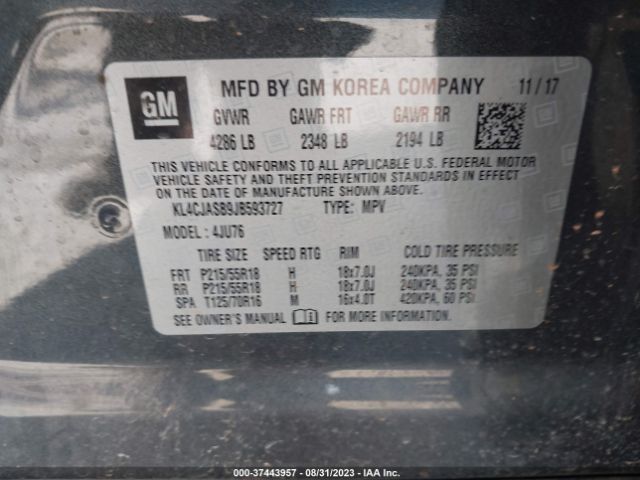 GM
MFD BY GM KOREA COMPANY 11/17
GVWR GAWR FRT GAWR RR
4286 LB 2348 LB 2194 LB
THIS VEHICLE CONFORMS TO ALL APPLICABLE U.S. FEDERAL MOTOR
VEHICLE SAFETY AND THEFT PREVENTION STANDARDS IN EFFECT
ON THE DATE OF MANUFACTURE SHOWN ABOVE.
KL4CJASB9JB593727 TYPE: MPV
MODEL: 4JU76
TIRE SIZE SPEED RTG RIM COLD TIRE PRESSURE
FRT P215/55R18 H 18x7.0J 240KPA, 35 PSI
RR P215/55R18 H 18x7.0J 240KPA, 35 PSI
SPA T125/70R16 M 16x4.0T 420KPA, 60 PSI
SEE OWNER'S MANUAL FOR MORE INFORMATION.
000-37443957 - 08/31/2023 - IAA Inc.